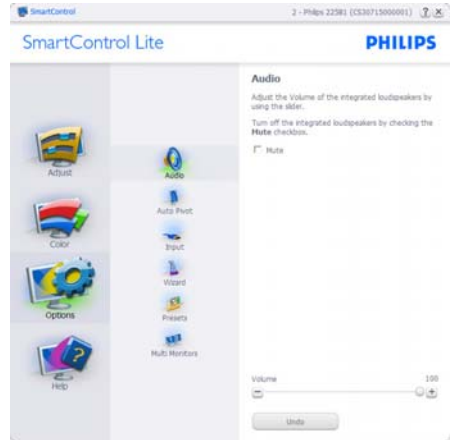 SmartControl
2 - Philips 225B1 (CS30715000001)
SmartControl Lite
PHILIPS
Adjust
Color
Options
Help
Audio
Auto Pivot
Input
Wizard
Presets
Multi Monitors
Audio
Adjust the Volume of the integrated loudspeakers by
using the slider.
Turn off the integrated loudspeakers by checking the
Mute checkbox.
Mute
Volume 100
Undo